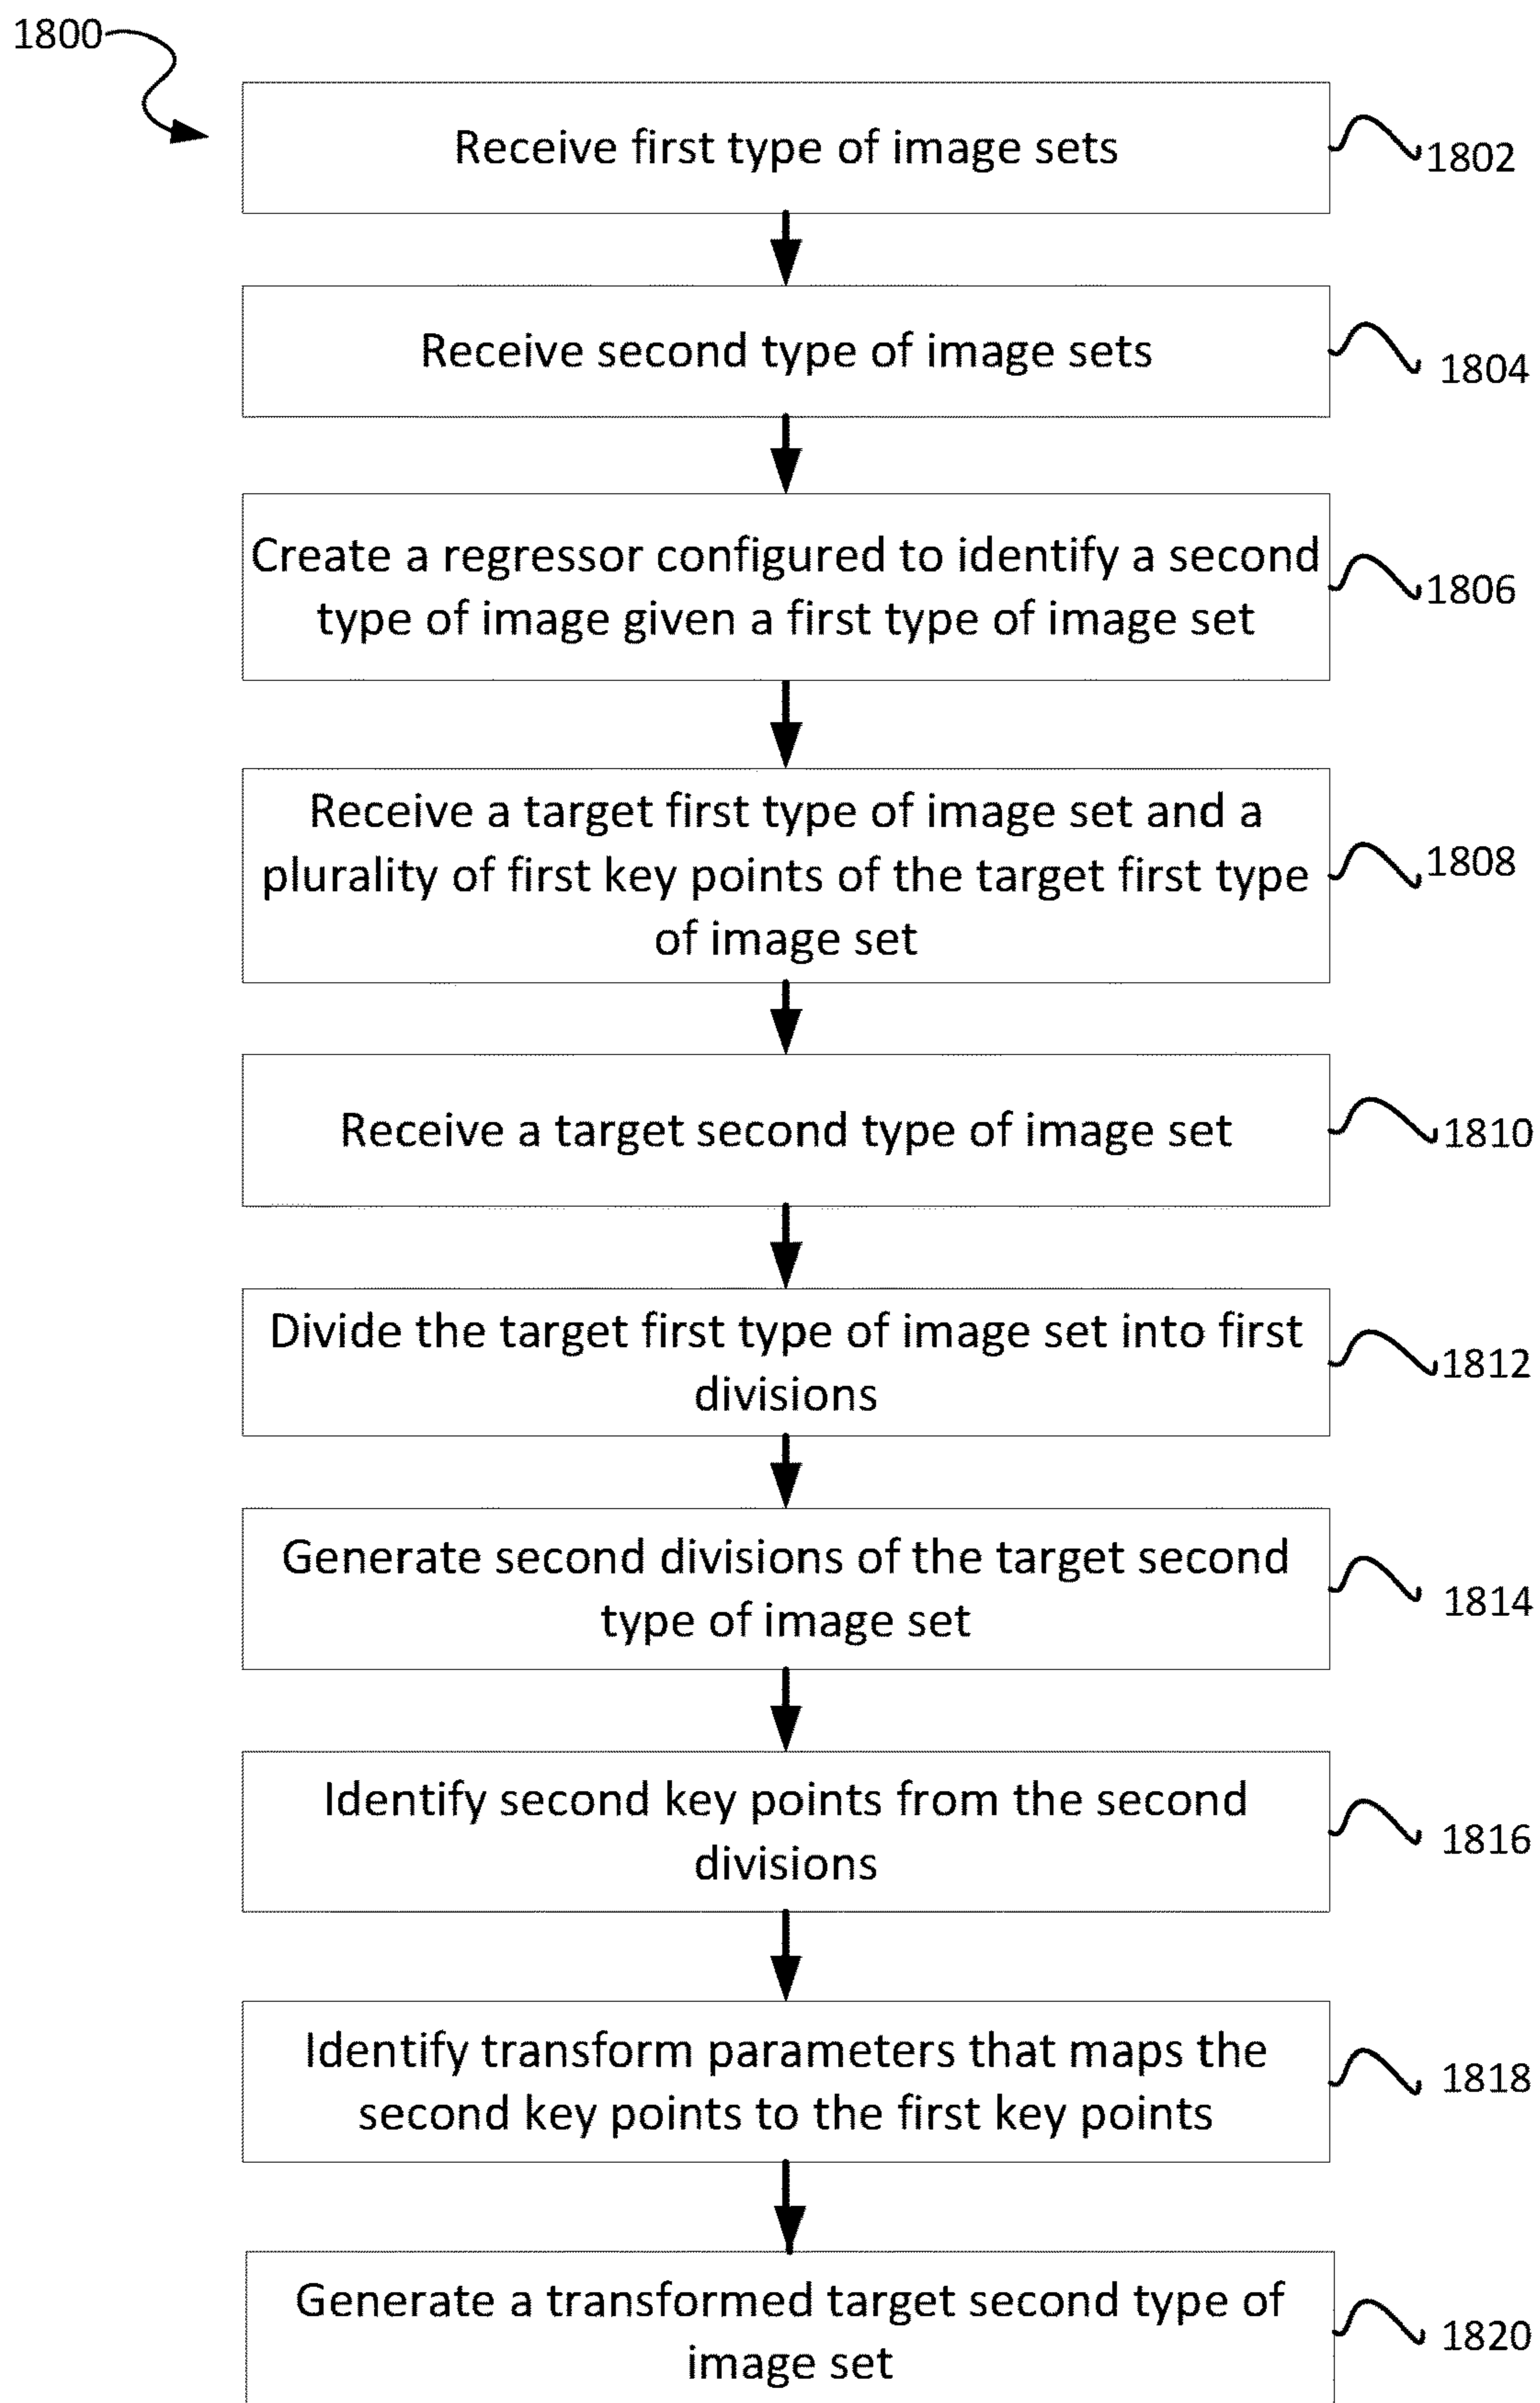 1800
Receive first type of image sets
1802
Receive second type of image sets
1804
Create a regressor configured to identify a second
type of image given a first type of image set
1806
Receive a target first type of image set and a
plurality of first key points of the target first type
of image set
1808
Receive a target second type of image set
1810
Divide the target first type of image set into first
divisions
1812
Generate second divisions of the target second
type of image set
1814
Identify second key points from the second
divisions
1816
Identify transform parameters that maps the
second key points to the first key points
1818
Generate a transformed target second type of
image set
1820